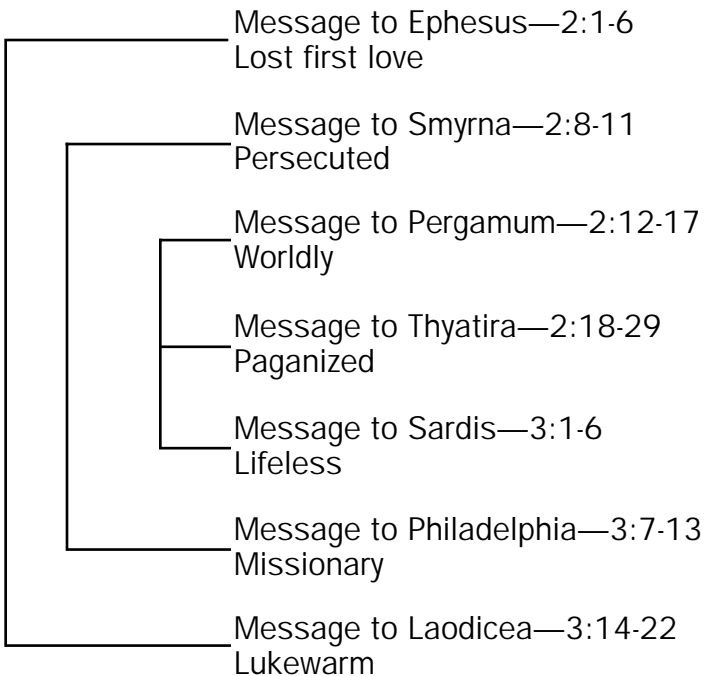 Message to Ephesus—2:1-6
Lost first love
Message to Smyrna—2:8-11
Persecuted
Message to Pergamum—2:12-17
Worldly
Message to Thyatira—2:18-29
Paganized
Message to Sardis—3:1-6
Lifeless
Message to Philadelphia—3:7-13
Missionary
Message to Laodicea—3:14-22
Lukewarm